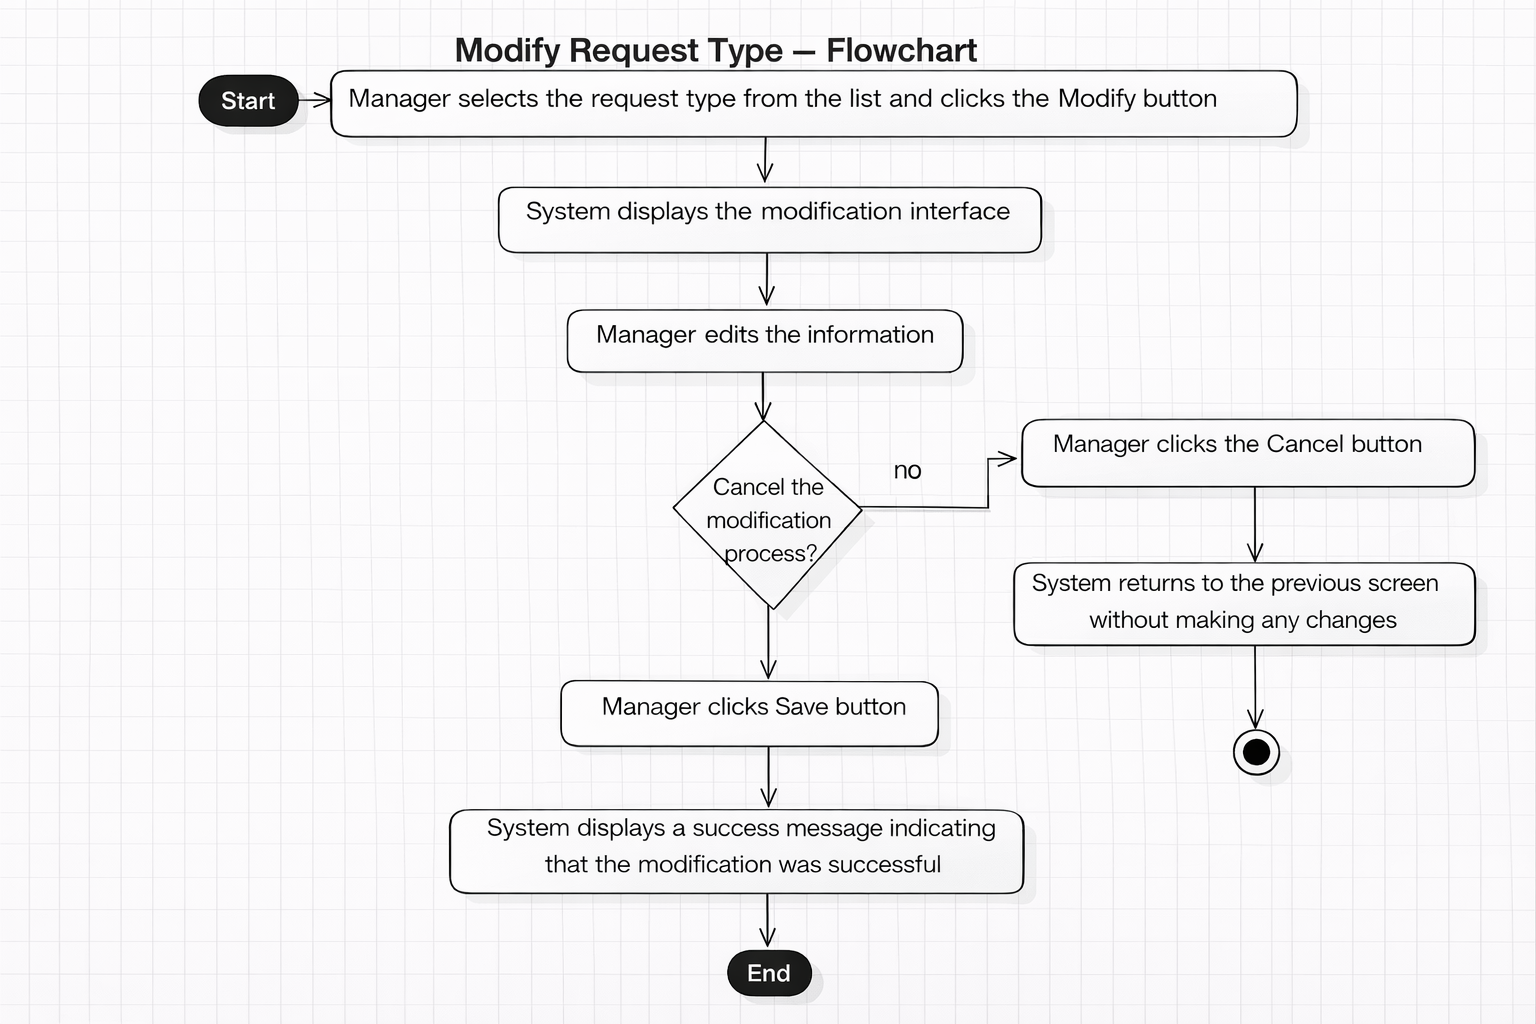 Modify Request Type — Flowchart
Start
Manager selects the request type from the list and clicks the Modify button
System displays the modification interface
Manager edits the information
Cancel the
modification
process?
no
Manager clicks the Cancel button
System returns to the previous screen
without making any changes
Manager clicks Save button
System displays a success message indicating
that the modification was successful
End